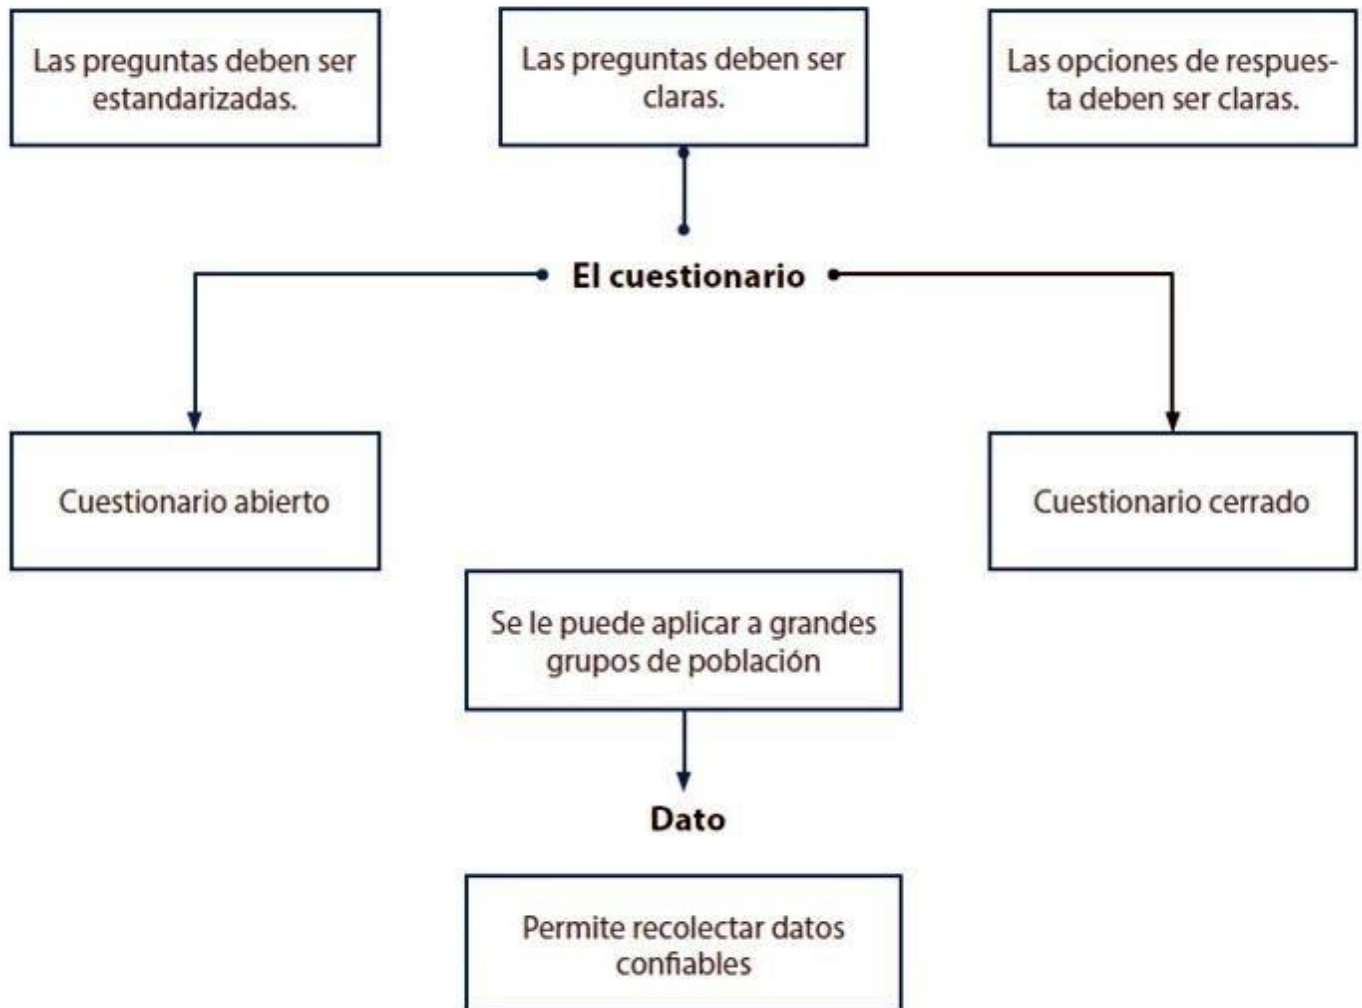 Las preguntas deben ser
estandarizadas.
Las preguntas deben ser
claras.
Las opciones de respues-
ta deben ser claras.
El cuestionario
Cuestionario abierto
Cuestionario cerrado
Se le puede aplicar a grandes
grupos de población
Dato
Permite recolectar datos
confiables